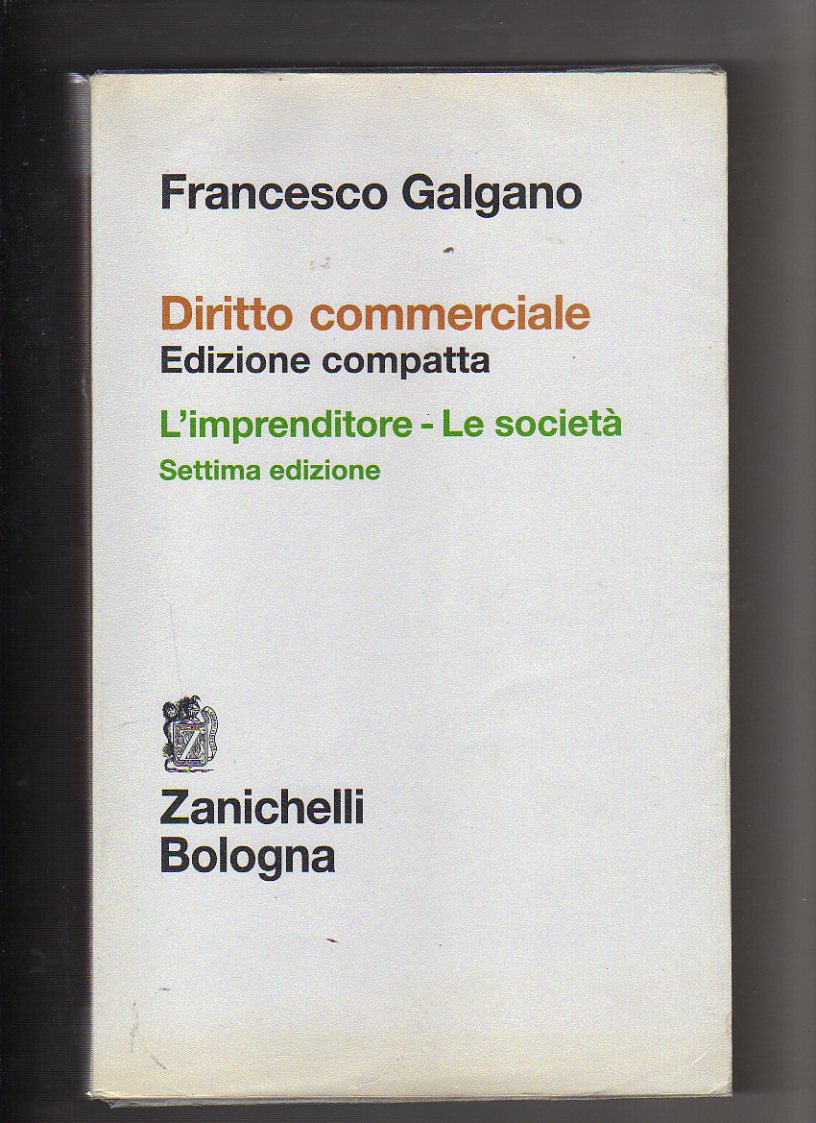 Francesco Galgano
Diritto commerciale
Edizione compatta
L'imprenditore - Le società
Settima edizione
Z
Zanichelli
Bologna